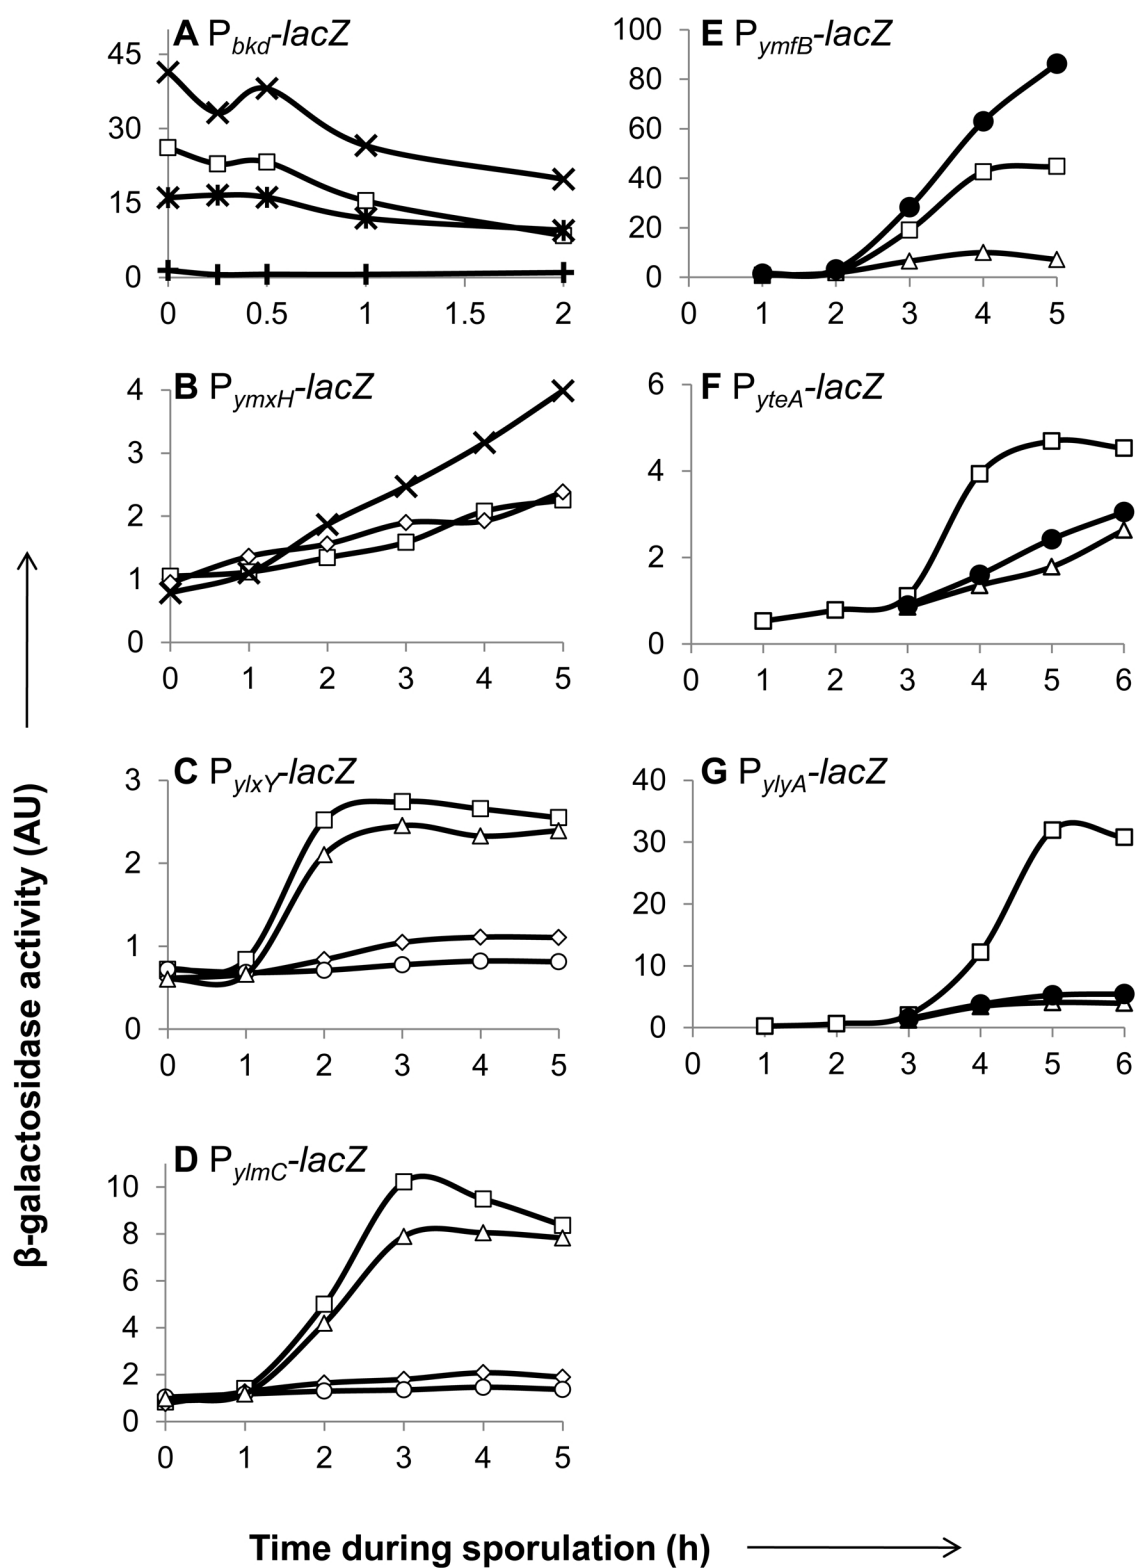 A P_bkd-lacZ
45
30
15
0
0 0.5 1 1.5 2
B P_ymxH-lacZ
4
3
2
1
0
0 1 2 3 4 5
C P_ylxY-lacZ
3
2
1
0
0 1 2 3 4 5
D P_ylmC-lacZ
10
8
6
4
2
0
0 1 2 3 4 5
E P_ymfB-lacZ
100
80
60
40
20
0
0 1 2 3 4 5
F P_yteA-lacZ
6
4
2
0
0 1 2 3 4 5 6
G P_ylyA-lacZ
40
30
20
10
0
0 1 2 3 4 5 6
β-galactosidase activity (AU)
Time during sporulation (h)